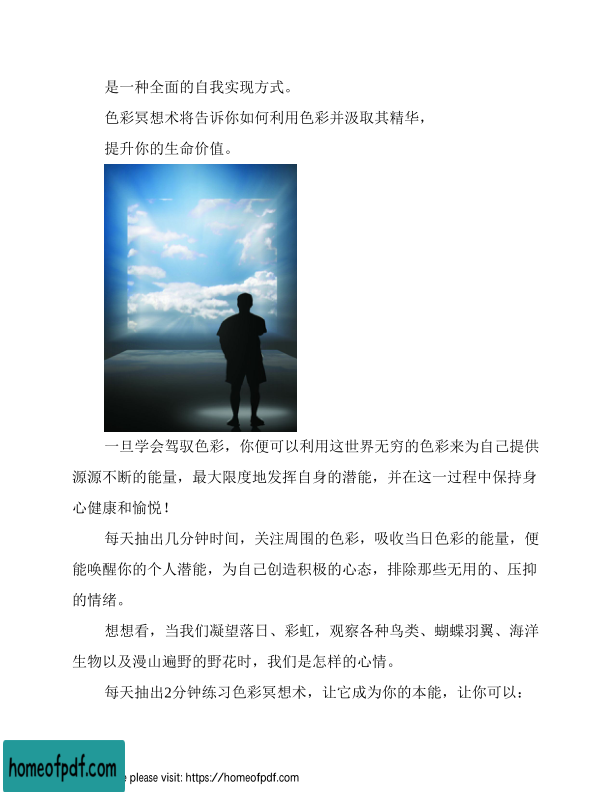 是一种全面的自我实现方式。
色彩冥想术将告诉你如何利用色彩并汲取其精华，
提升你的生命价值。
一旦学会驾驭色彩，你便可以利用这世界无穷的色彩来为自己提供
源源不断的能量，最大限度地发挥自身的潜能，并在这一过程中保持身
心健康和愉悦！
每天抽出几分钟时间，关注周围的色彩，吸收当日色彩的能量，便
能唤醒你的个人潜能，为自己创造积极的心态，排除那些无用的、压抑
的情绪。
想想看，当我们凝望落日、彩虹，观察各种鸟类、蝴蝶羽翼、海洋
生物以及漫山遍野的野花时，我们是怎样的心情。
每天抽出2分钟练习色彩冥想术，让它成为你的本能，让你可以：
homeofpdf.com
please visit: https://homeofpdf.com